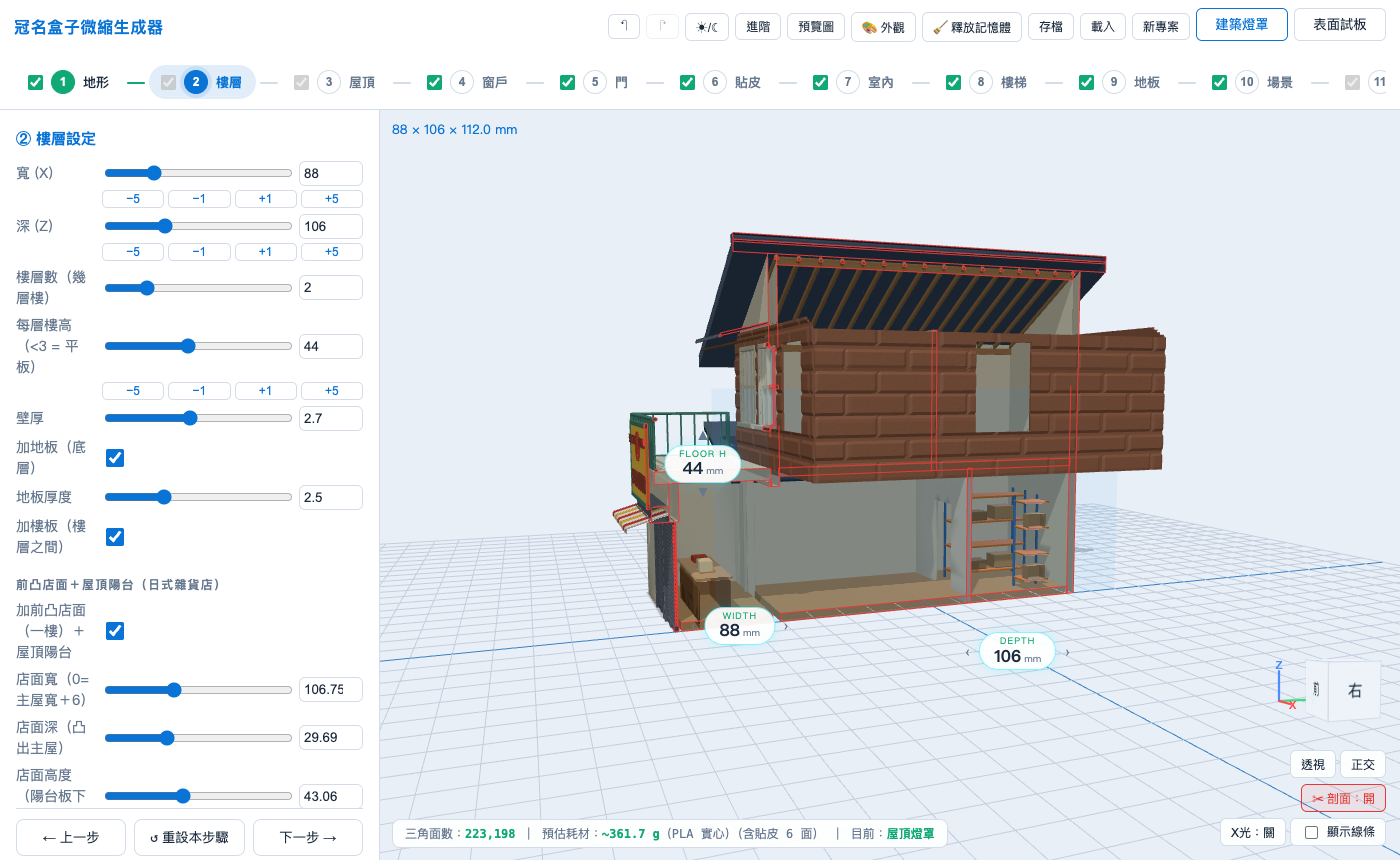 冠名盒子微縮生成器
☀/☾ 進階 預覽圖 🎨 外觀 🧹 釋放記憶體 存檔 載入 新專案 建築燈罩 表面試板
1 地形 2 樓層 3 屋頂 4 窗戶 5 門 6 貼皮 7 室內 8 樓梯 9 地板 10 場景 11
② 樓層設定
88 × 106 × 112.0 mm
寬 (X) 88
−5 −1 +1 +5
深 (Z) 106
−5 −1 +1 +5
樓層數（幾
層樓） 2
每層樓高
（<3 = 平
板） 44
−5 −1 +1 +5
壁厚 2.7
加地板（底
層）
地板厚度 2.5
加樓板（樓
層之間）
前凸店面＋屋頂陽台（日式雜貨店）
加前凸店面
（一樓）＋
屋頂陽台
店面寬（0=
主屋寬＋6） 106.75
店面深（凸
出主屋） 29.69
店面高度
（陽台板下 43.06
← 上一步 ↺ 重設本步驟 下一步 →
FLOOR H
44 mm
WIDTH
88 mm
DEPTH
106 mm
Z
X
前 右
透視 正交
✂ 剖面：開
X光：關 顯示線條
三角面數：223,198 | 預估耗材：~361.7 g (PLA 實心) (含貼皮 6 面) | 目前：屋頂燈罩